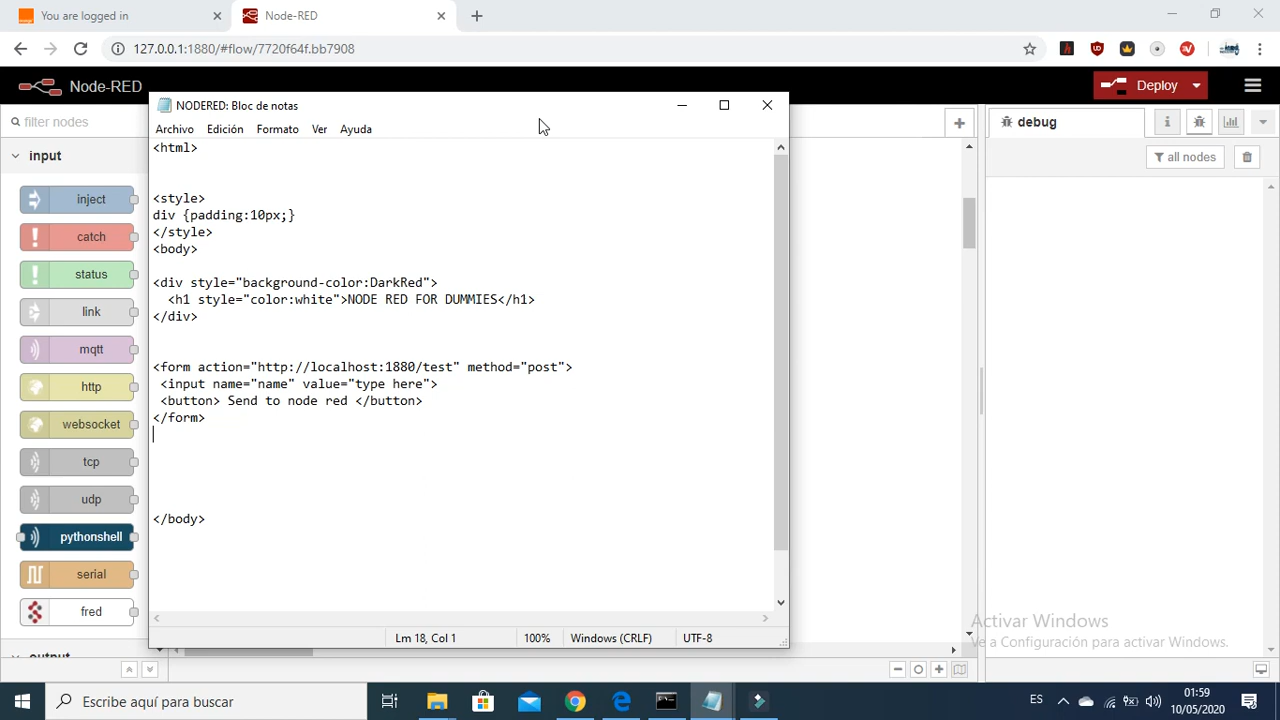 You are logged in
Node-RED
127.0.0.1:1880/#flow/7720f64f.bb7908
Node-RED
Deploy
NODERED: Bloc de notas
Archivo Edición Formato Ver Ayuda
filter nodes
debug
all nodes
input
inject
catch
status
link
mqtt
http
websocket
tcp
udp
pythonshell
serial
fred
output
<html>
<style>
div {padding:10px;}
</style>
<body>
<div style="background-color:DarkRed">
<h1 style="color:white">NODE RED FOR DUMMIES</h1>
</div>
<form action="http://localhost:1880/test" method="post">
<input name="name" value="type here">
<button> Send to node red </button>
</form>
</body>
Lm 18, Col 1 100% Windows (CRLF) UTF-8
Activar Windows
Ve a Configuración para activar Windows.
Escribe aquí para buscar
ES
01:59
10/05/2020